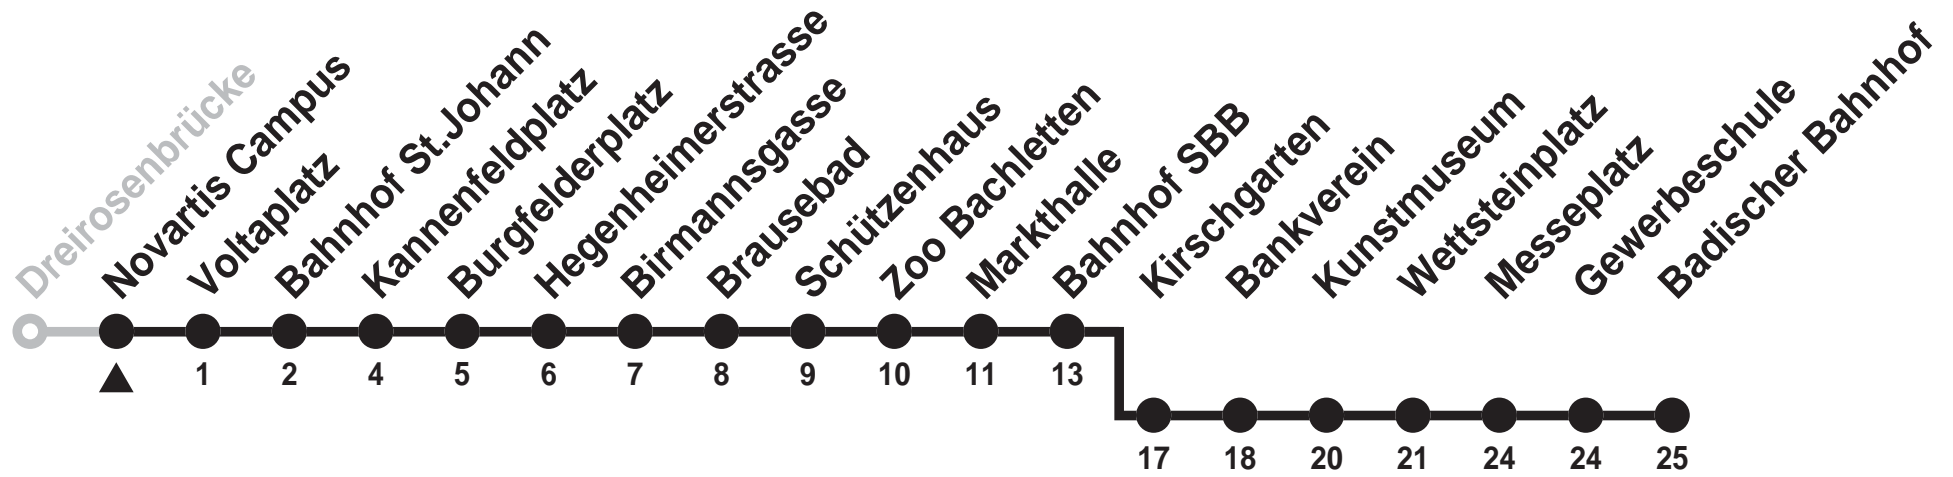 Dreirosenbrücke
Novartis Campus
Voltaplatz
Bahnhof St.Johann
Kannenfeldplatz
Burgfelderplatz
Hegenheimerstrasse
Birmannsgasse
Brausebad
Schützenhaus
Zoo Bachletten
Markthalle
Bahnhof SBB
Kirschgarten
Bankverein
Kunstmuseum
Wettsteinplatz
Messeplatz
Gewerbeschule
Badischer Bahnhof
1 2 4 5 6 7 8 9 10 11 13
17 18 20 21 24 24 25